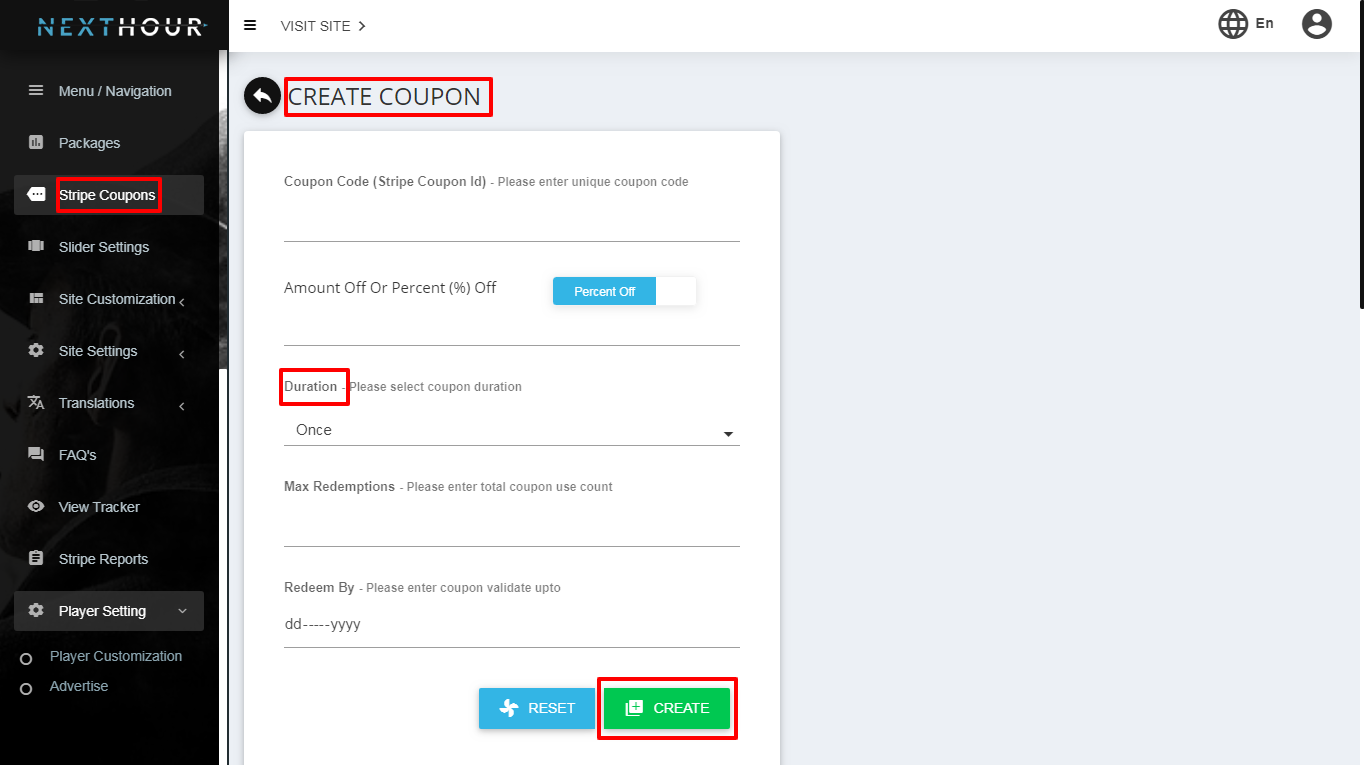 NEXTHOUR
VISIT SITE
En
Menu / Navigation
Packages
Stripe Coupons
Slider Settings
Site Customization
Site Settings
Translations
FAQ's
View Tracker
Stripe Reports
Player Setting
Player Customization
Advertise
CREATE COUPON
Coupon Code (Stripe Coupon Id) - Please enter unique coupon code
Amount Off Or Percent (%) Off
Percent Off
Duration - Please select coupon duration
Once
Max Redemptions - Please enter total coupon use count
Redeem By - Please enter coupon validate upto
dd-----yyyy
RESET
CREATE